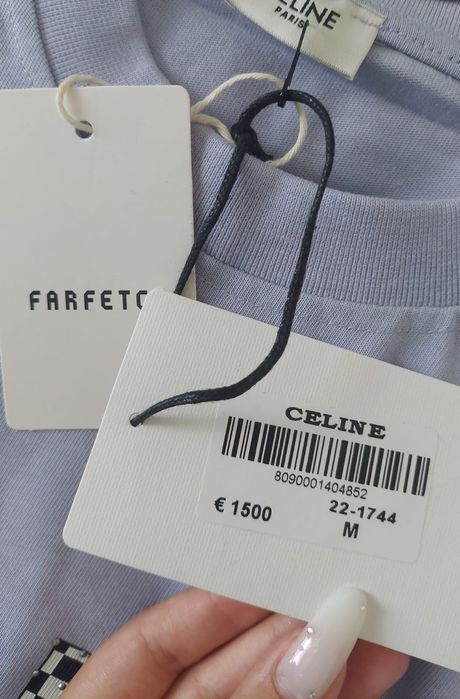 CELINE
PARIS
FARFETC
CELINE
8090001404852
€ 1500
22-1744
M